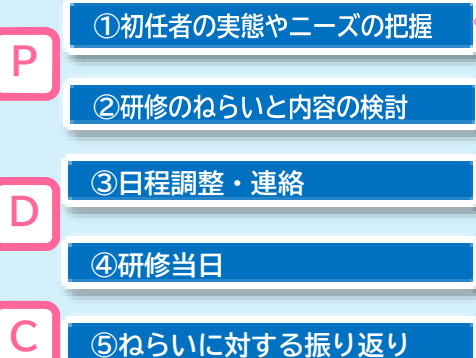 P
①初任者の実態やニーズの把握
②研修のねらいと内容の検討
D
③日程調整・連絡
④研修当日
C
⑤ねらいに対する振り返り